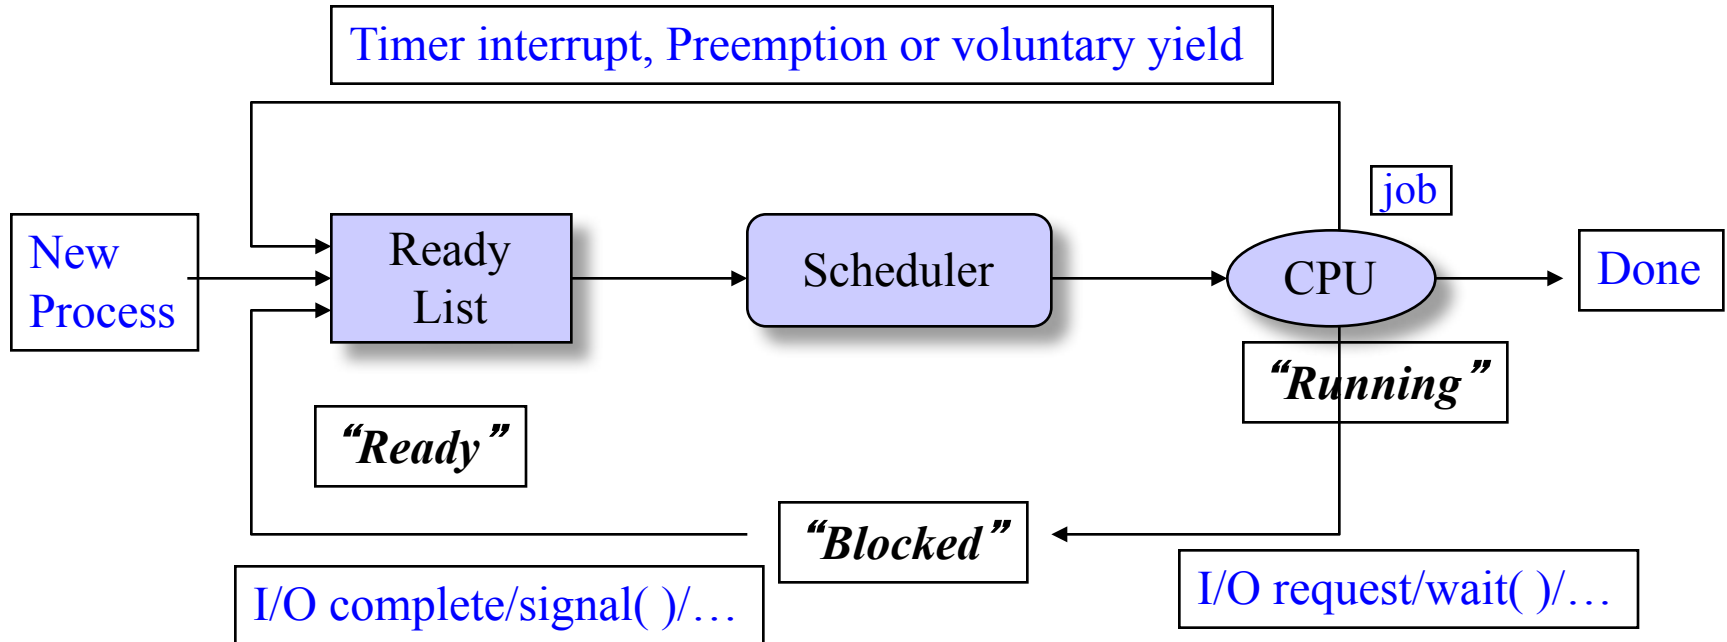 Timer interrupt, Preemption or voluntary yield
job
New
Process
Ready
List
Scheduler
CPU
Done
“Running”
“Ready”
“Blocked”
I/O complete/signal( )/…
I/O request/wait( )/…